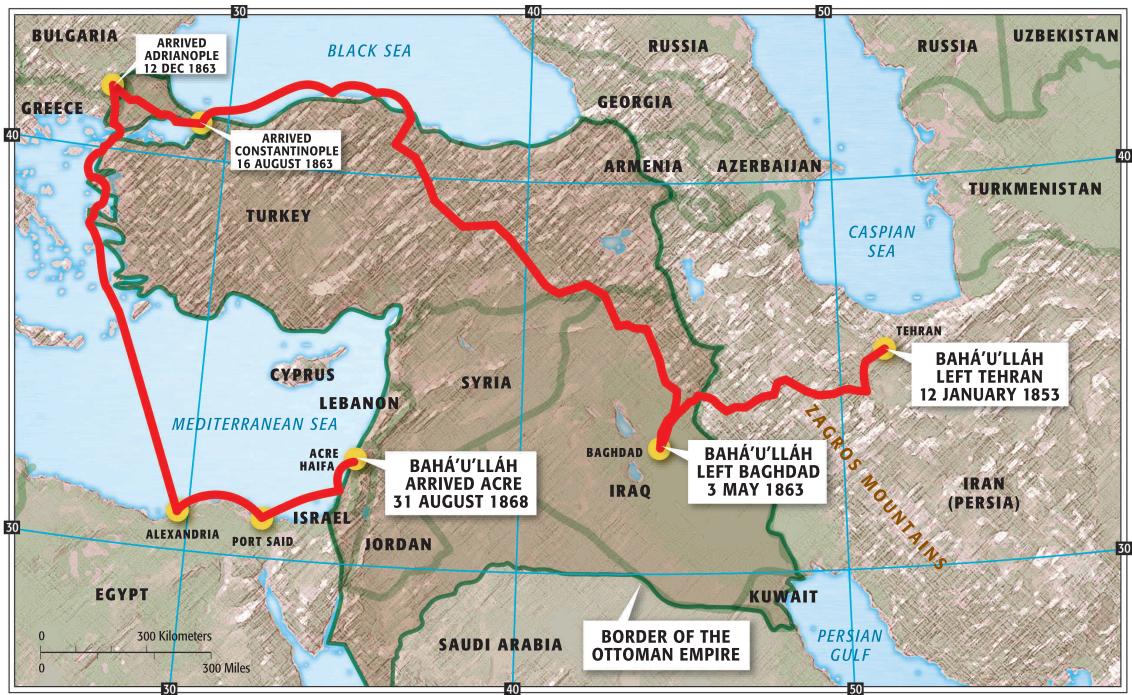 30
40
50
BULGARIA
ARRIVED
ADRIANOPLE
12 DEC 1863
BLACK SEA
RUSSIA
RUSSIA
UZBEKISTAN
GREECE
GEORGIA
40
ARRIVED
CONSTANTINOPLE
16 AUGUST 1863
40
ARMENIA
AZERBAIJAN
TURKMENISTAN
TURKEY
CASPIAN
SEA
TEHRAN
BAHÁ'U'LLÁH
LEFT TEHRAN
12 JANUARY 1853
CYPRUS
SYRIA
LEBANON
MEDITERRANEAN SEA
ZAGROS MOUNTAINS
ACRE
HAIFA
BAHÁ'U'LLÁH
ARRIVED ACRE
31 AUGUST 1868
BAGHDAD
BAHÁ'U'LLÁH
LEFT BAGHDAD
3 MAY 1863
IRAQ
IRAN
(PERSIA)
30
ALEXANDRIA
PORT SAID
ISRAEL
JORDAN
30
EGYPT
KUWAIT
SAUDI ARABIA
BORDER OF THE
OTTOMAN EMPIRE
PERSIAN
GULF
0 300 Kilometers
0 300 Miles
30
40
50